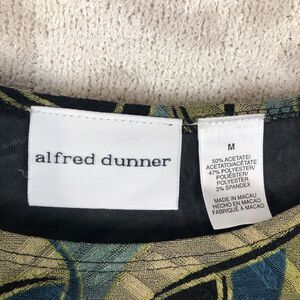 alfred dunner
M
50% ACETATE/
ACETATO/ACÉTATE
47% POLYESTER/
POLIÉSTER/
POLYESTER
3% SPANDEX
MADE IN MACAU
HECHO EN MACAO
FABRIQUÉ À MACAO